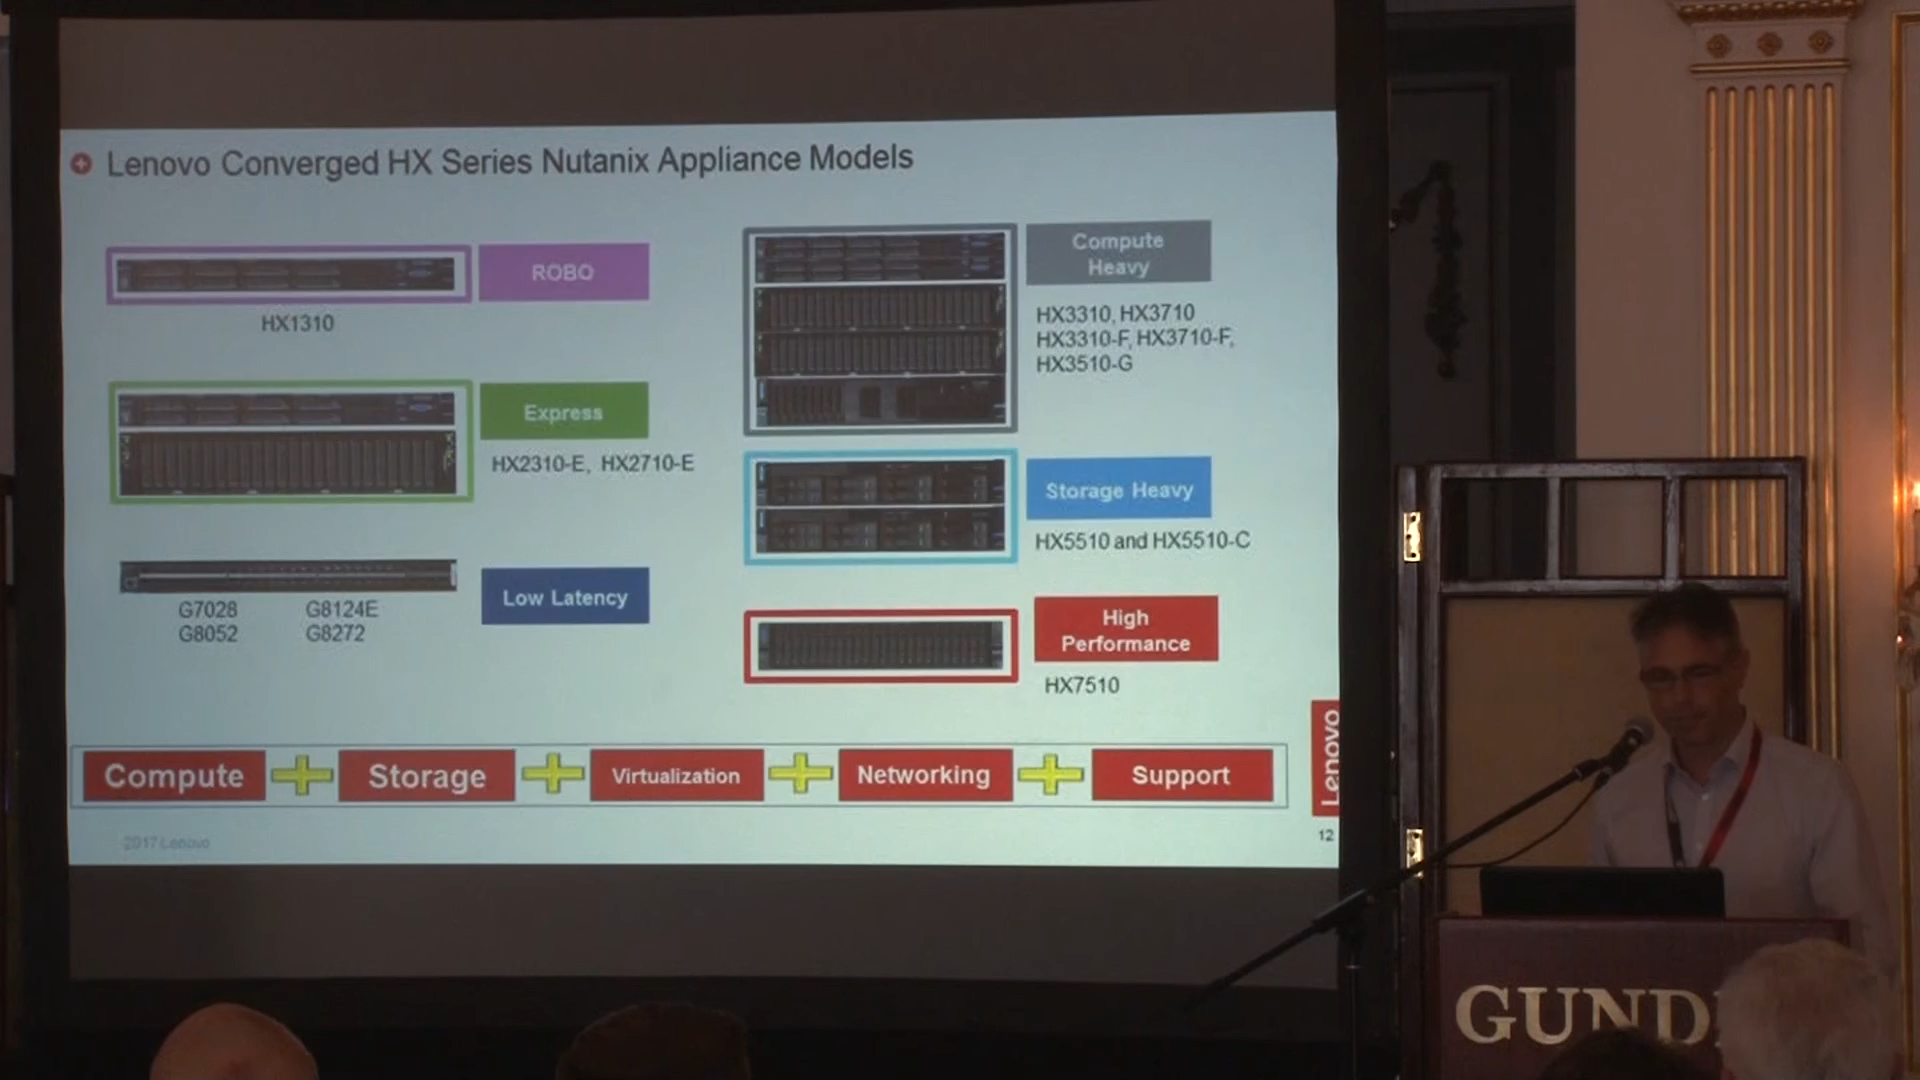 Lenovo Converged HX Series Nutanix Appliance Models
ROBO
HX1310
Express
HX2310-E, HX2710-E
Low Latency
G7028 G8124E
G8052 G8272
Compute
Heavy
HX3310, HX3710
HX3310-F, HX3710-F,
HX3510-G
Storage Heavy
HX5510 and HX5510-C
High
Performance
HX7510
Compute + Storage + Virtualization + Networking + Support
Lenovo
2017 Lenovo
12